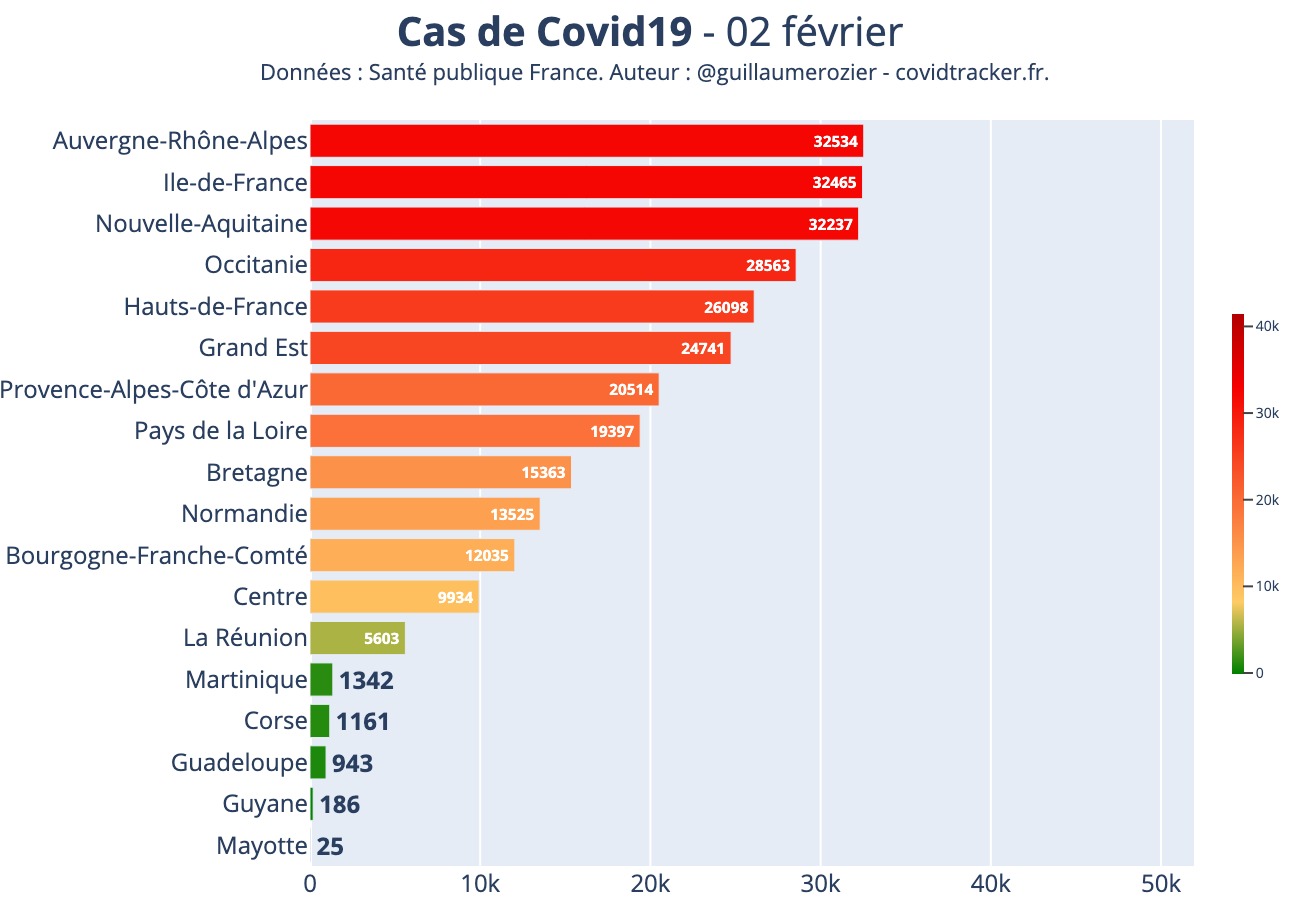 Cas de Covid19 - 02 février
Données : Santé publique France. Auteur : @guillaumerozier - covidtracker.fr.
Auvergne-Rhône-Alpes 32534
Ile-de-France 32465
Nouvelle-Aquitaine 32237
Occitanie 28563
Hauts-de-France 26098
Grand Est 24741
Provence-Alpes-Côte d'Azur 20514
Pays de la Loire 19397
Bretagne 15363
Normandie 13525
Bourgogne-Franche-Comté 12035
Centre 9934
La Réunion 5603
Martinique 1342
Corse 1161
Guadeloupe 943
Guyane 186
Mayotte 25
0 10k 20k 30k 40k 50k
40k
30k
20k
10k
0